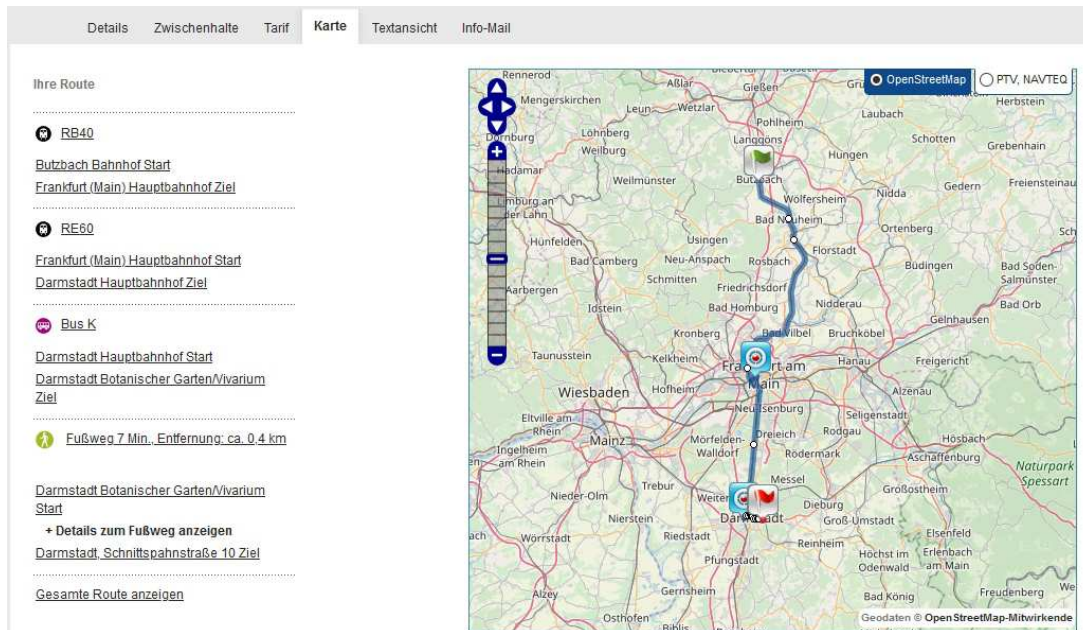 Details Zwischenhalte Tarif Karte Textansicht Info-Mail
Ihre Route
RB40
Butzbach Bahnhof Start
Frankfurt (Main) Hauptbahnhof Ziel
RE60
Frankfurt (Main) Hauptbahnhof Start
Darmstadt Hauptbahnhof Ziel
Bus K
Darmstadt Hauptbahnhof Start
Darmstadt Botanischer Garten/Vivarium
Ziel
Fußweg 7 Min., Entfernung: ca. 0,4 km
Darmstadt Botanischer Garten/Vivarium
Start
+ Details zum Fußweg anzeigen
Darmstadt, Schnittspahnstraße 10 Ziel
Gesamte Route anzeigen
OpenStreetMap PTV, NAVTEQ
Rennerod
Aßlar Gießen
Mengerskirchen Leun Wetzlar Herbstein
Pohlheim Laubach
Löhnberg Langgöns Schotten Grebenhain
Weilburg Hungen
Weilmünster Gedern Freiensteinau
Nidda
Wolfersheim
Bad Nauheim Ortenberg
Hünfelden Usingen Florstadt
Bad Camberg Neu-Anspach Rosbach Büdingen Bad Soden-
Salmünster
Schmitten Friedrichsdorf
Aarbergen
Idstein Bad Homburg Nidderau Bad Orb
Gelnhausen
Kronberg Bad Vilbel Bruchköbel
Taunusstein Kelkheim Hanau Freigericht
Frankfurt am
Main
Wiesbaden Hofheim Alzenau
Eltville am
Rhein
Neu-Isenburg Seligenstadt
Mainz Mörfelden-
Walldorf
Dreieich Rodgau Hösbach
Ingelheim
am Rhein
Rödermark Aschaffenburg
Naturpark
Spessart
Trebur Messel
Nieder-Olm Weiter Dieburg Großostheim
Nierstein Darmstadt Groß-Umstadt
Wörrstadt Riedstadt Reinheim Elsenfeld
Pfungstadt Höchst im
Odenwald
Erlenbach
am Main
Alzey Gernsheim Bad König Freudenberg
Osthofen Biblis
Geodaten © OpenStreetMap-Mitwirkende